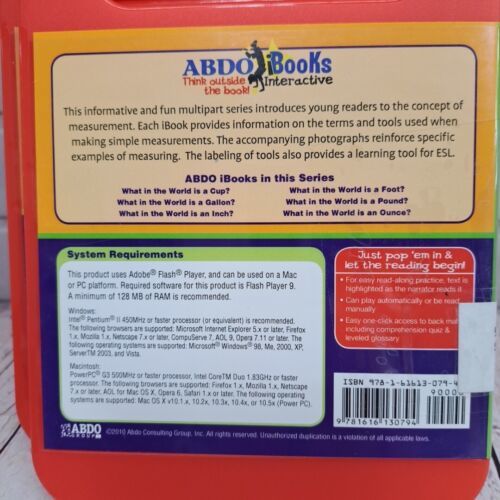 ABDO iBooks
Think outside the book!
Interactive
This informative and fun multipart series introduces young readers to the concept of
measurement. Each iBook provides information on the terms and tools used when
making simple measurements. The accompanying photographs reinforce specific
examples of measuring. The labeling of tools also provides a learning tool for ESL.
ABDO iBooks in this Series
What in the World is a Cup?
What in the World is a Gallon?
What in the World is an Inch?
What in the World is a Foot?
What in the World is a Pound?
What in the World is an Ounce?
System Requirements
This product uses Adobe® Flash® Player, and can be used on a Mac
or PC platform. Required software for this product is Flash Player 9.
A minimum of 128 MB of RAM is recommended.
Windows:
Intel® Pentium® II 450MHz or faster processor (or equivalent) is recommended.
The following browsers are supported: Microsoft Internet Explorer 5.x or later, Firefox
1.x, Mozilla 1.x, Netscape 7.x or later, CompuServe 7, AOL 9, Opera 7.11 or later. The
following operating systems are supported: Microsoft® Windows® 98, Me, 2000, XP,
Server™ 2003, and Vista.
Macintosh:
PowerPC® G3 500MHz or faster processor, Intel CoreTM Duo 1.83GHz or faster
processor. The following browsers are supported: Firefox 1.x, Mozilla 1.x, Netscape
7.x or later, AOL for Mac OS X, Opera 6, Safari 1.x or later. The following operating
systems are supported: Mac OS X v10.1.x, 10.2x, 10.3x, 10.4x, or 10.5x (Power PC).
Just pop 'em in &
let the reading begin!
• For easy read-along practice, text is
highlighted as the narrator reads it
• Can play automatically or be read
manually
• Easy one-click access to back
including comprehension quiz &
leveled glossary
ISBN 978-1-61613-079-4
9000
9 781616 130794
ABDO
GROUP
©2010 Abdo Consulting Group, Inc. All rights reserved. Unauthorized duplication is a violation of all applicable laws.